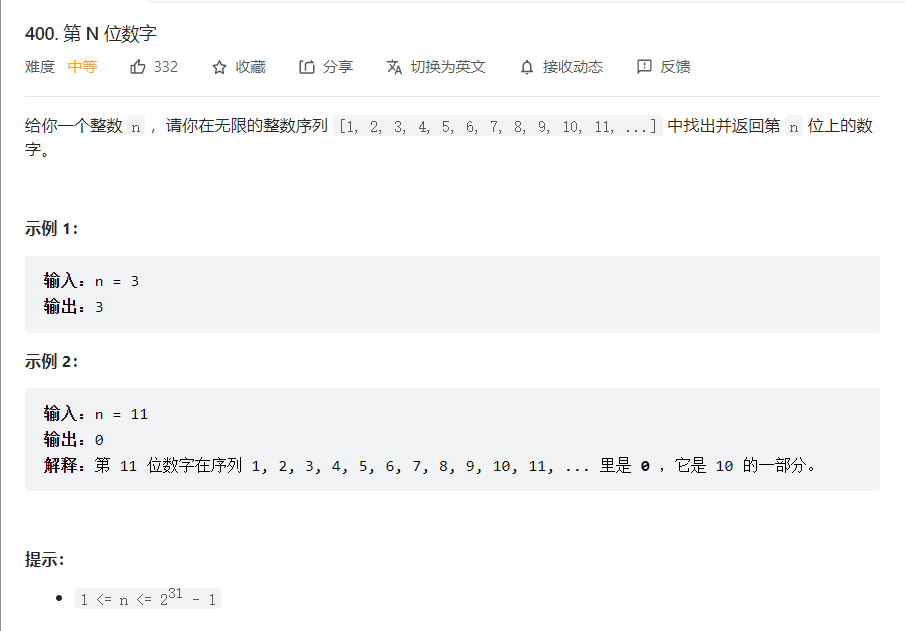 400. 第 N 位数字
难度 中等 332 收藏 分享 切换为英文 接收动态 反馈
给你一个整数 n ，请你在无限的整数序列 [1, 2, 3, 4, 5, 6, 7, 8, 9, 10, 11, ...] 中找出并返回第 n 位上的数
字。
示例 1：
输入：n = 3
输出：3
示例 2：
输入：n = 11
输出：0
解释：第 11 位数字在序列 1, 2, 3, 4, 5, 6, 7, 8, 9, 10, 11, ... 里是 0 ，它是 10 的一部分。
提示：
• 1 <= n <= 2^31 - 1